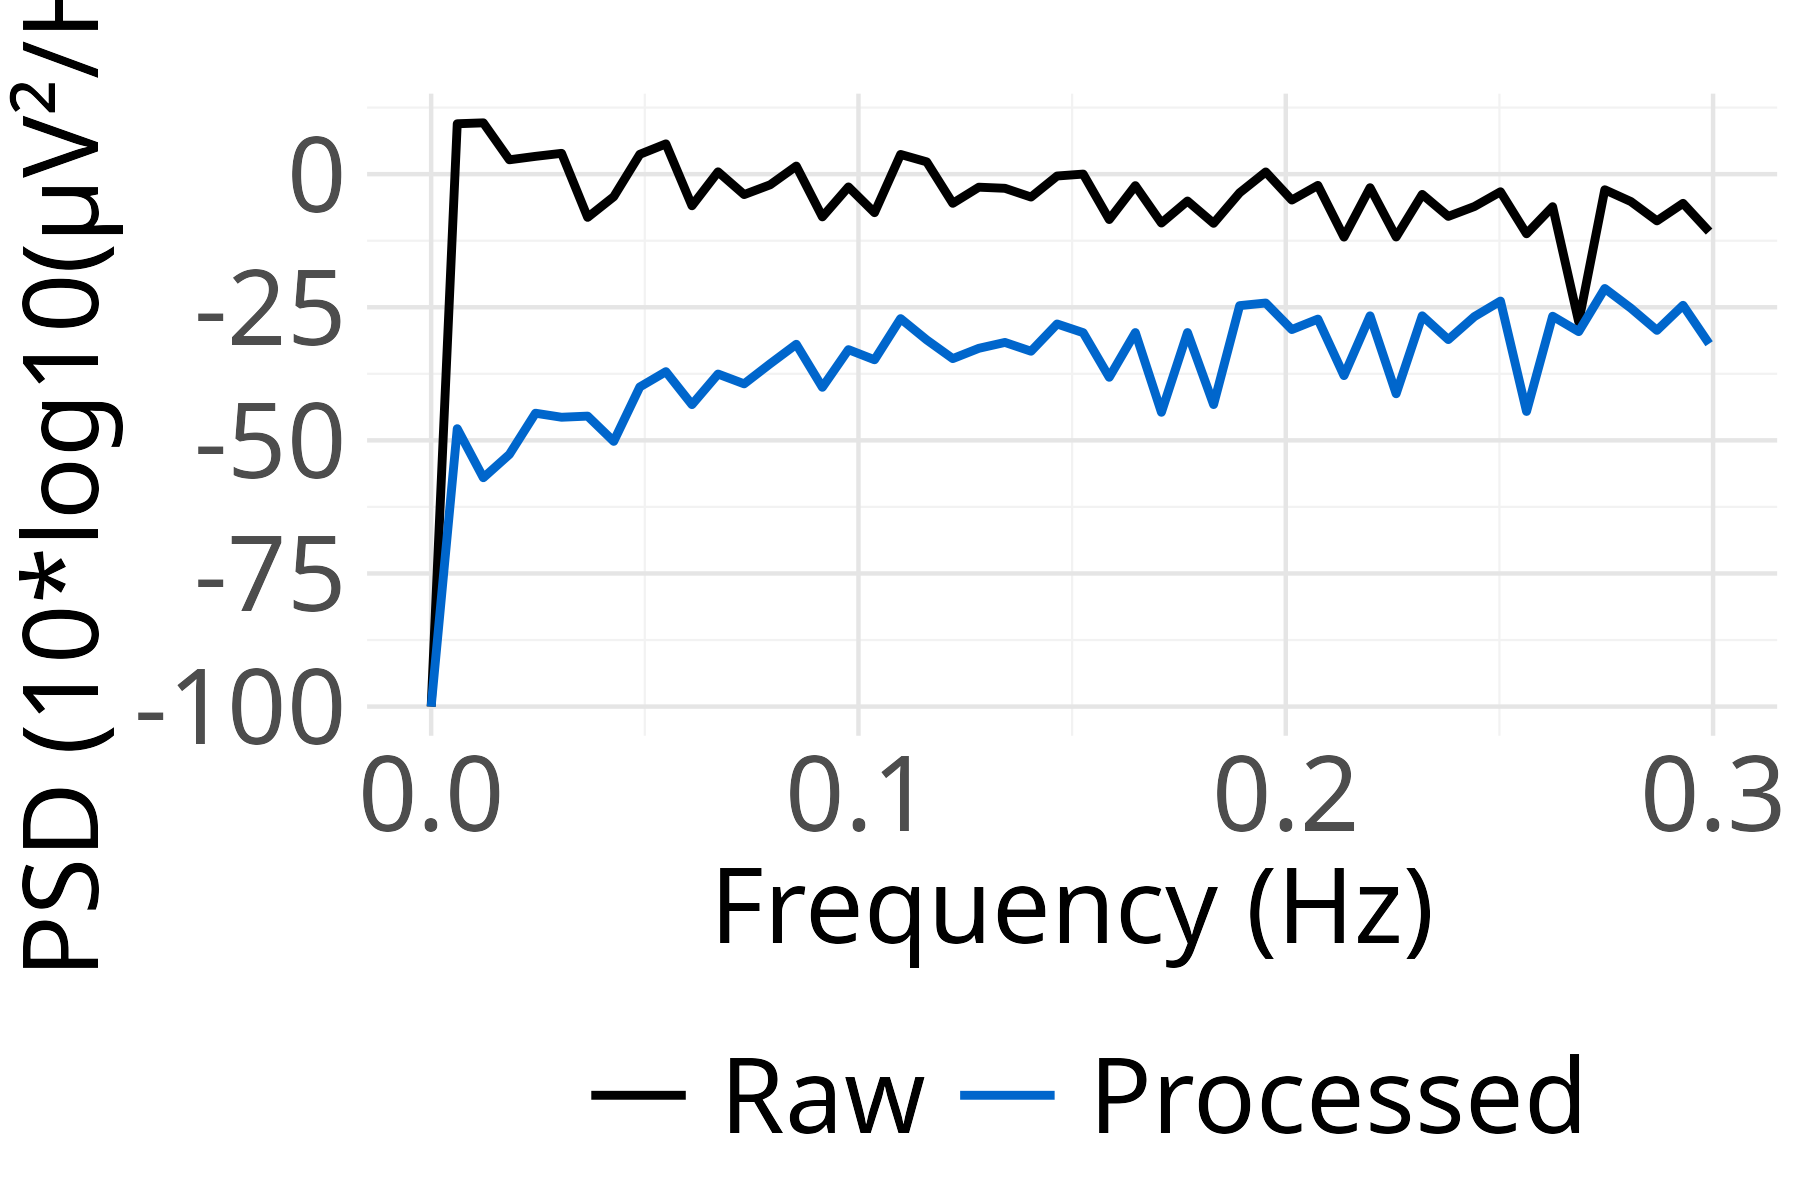 PSD (10*log10(µV²/H
0
-25
-50
-75
-100
0.0 0.1 0.2 0.3
Frequency (Hz)
Raw Processed